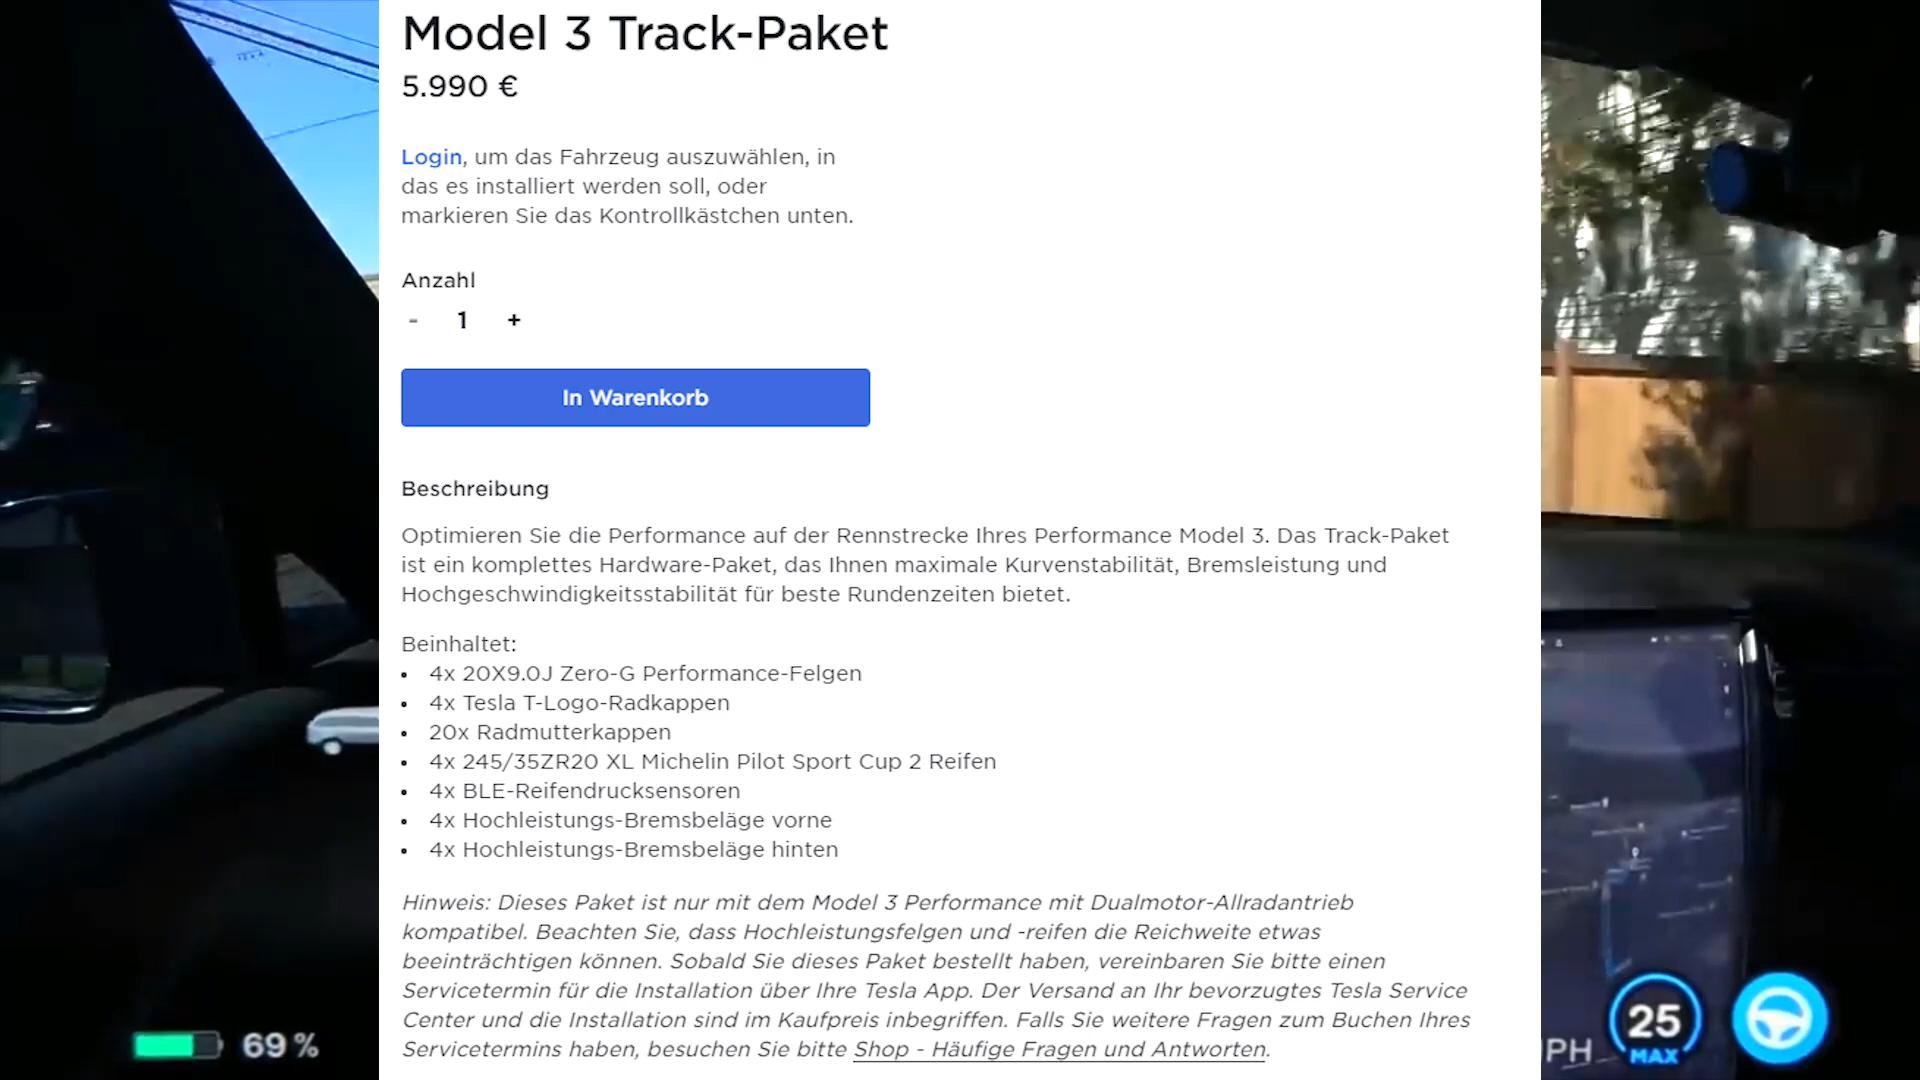 Model 3 Track-Paket
5.990 €
Login, um das Fahrzeug auszuwählen, in
das es installiert werden soll, oder
markieren Sie das Kontrollkästchen unten.
Anzahl
- 1 +
In Warenkorb
Beschreibung
Optimieren Sie die Performance auf der Rennstrecke Ihres Performance Model 3. Das Track-Paket
ist ein komplettes Hardware-Paket, das Ihnen maximale Kurvenstabilität, Bremsleistung und
Hochgeschwindigkeitsstabilität für beste Rundenzeiten bietet.
Beinhaltet:
• 4x 20X9.0J Zero-G Performance-Felgen
• 4x Tesla T-Logo-Radkappen
• 20x Radmutterkappen
• 4x 245/35ZR20 XL Michelin Pilot Sport Cup 2 Reifen
• 4x BLE-Reifendrucksensoren
• 4x Hochleistungs-Bremsbeläge vorne
• 4x Hochleistungs-Bremsbeläge hinten
Hinweis: Dieses Paket ist nur mit dem Model 3 Performance mit Dualmotor-Allradantrieb
kompatibel. Beachten Sie, dass Hochleistungsfelgen und -reifen die Reichweite etwas
beeinträchtigen können. Sobald Sie dieses Paket bestellt haben, vereinbaren Sie bitte einen
Servicetermin für die Installation über Ihre Tesla App. Der Versand an Ihr bevorzugtes Tesla Service
Center und die Installation sind im Kaufpreis inbegriffen. Falls Sie weitere Fragen zum Buchen Ihres
Servicetermins haben, besuchen Sie bitte Shop - Häufige Fragen und Antworten.
69 %
PH
25
MAX